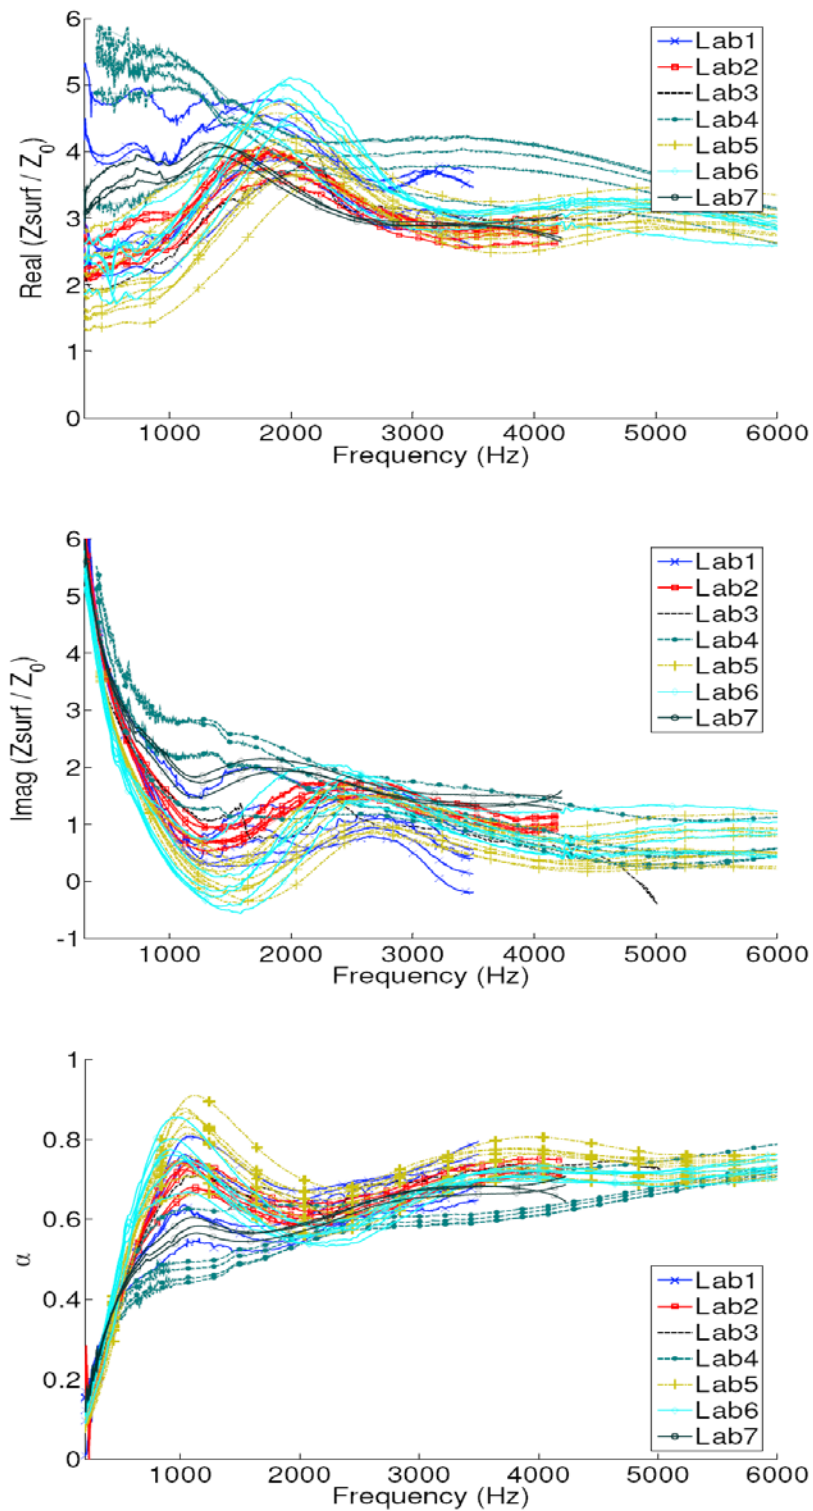 6
5
4
3
2
1
0
Real (Zsurf / Z0)
1000 2000 3000 4000 5000 6000
Frequency (Hz)
Lab1
Lab2
Lab3
Lab4
Lab5
Lab6
Lab7
6
5
4
3
2
1
0
-1
Imag (Zsurf / Z0)
1000 2000 3000 4000 5000 6000
Frequency (Hz)
Lab1
Lab2
Lab3
Lab4
Lab5
Lab6
Lab7
1
0.8
0.6
0.4
0.2
0
α
1000 2000 3000 4000 5000 6000
Lab1
Lab2
Lab3
Lab4
Lab5
Lab6
Lab7